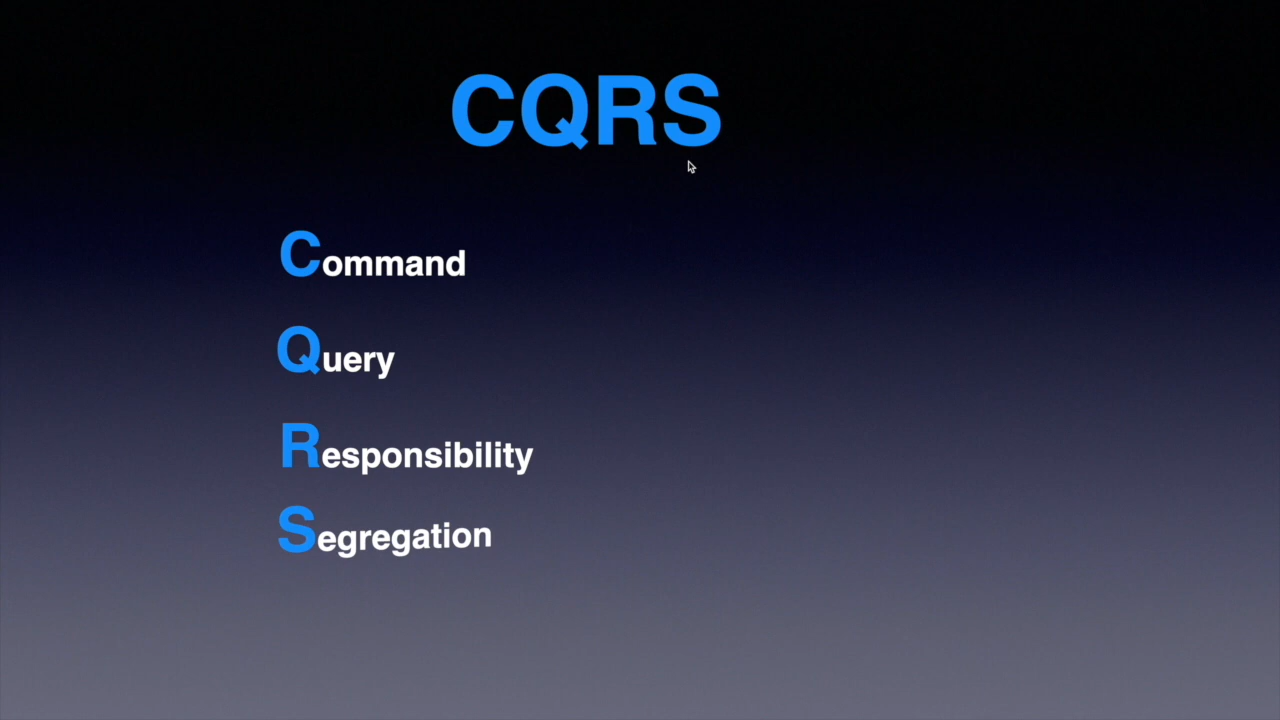 CQRS
Command
Query
Responsibility
Segregation